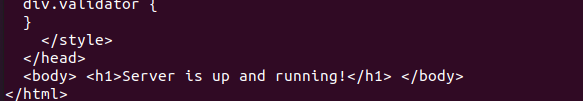 div.validator {
}
</style>
</head>
<body> <h1>Server is up and running!</h1> </body>
</html>